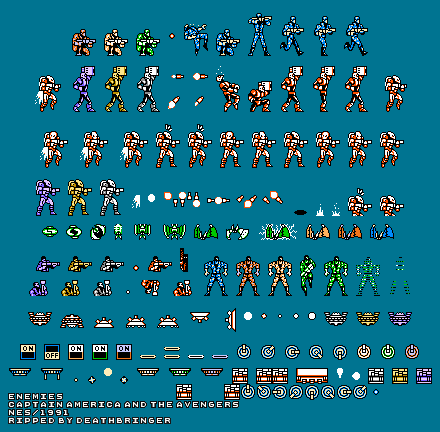 ON
OFF
ON
ON
ON
ENEMIES
CAPTAIN AMERICA AND THE AVENGERS
NES/1991
RIPPED BY DEATHBRINGER